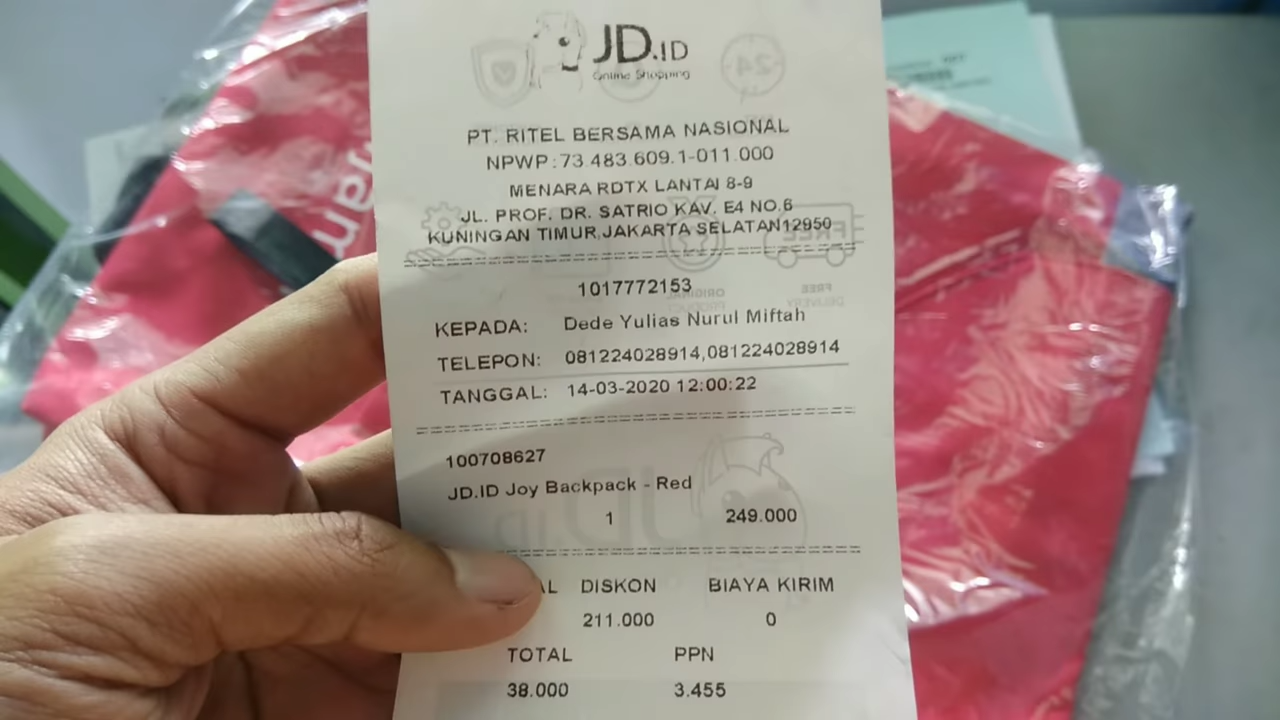 JD.ID
Online Shopping
PT. RITEL BERSAMA NASIONAL
NPWP:73.483.609.1-011.000
MENARA RDTX LANTAI 8-9
JL. PROF. DR. SATRIO KAV. E4 NO.6
KUNINGAN TIMUR,JAKARTA SELATAN12950
1017772153
KEPADA: Dede Yulias Nurul Miftah
TELEPON: 081224028914,081224028914
TANGGAL: 14-03-2020 12:00:22
100708627
JD.ID Joy Backpack - Red
1 249.000
DISKON BIAYA KIRIM
211.000 0
TOTAL PPN
38.000 3.455